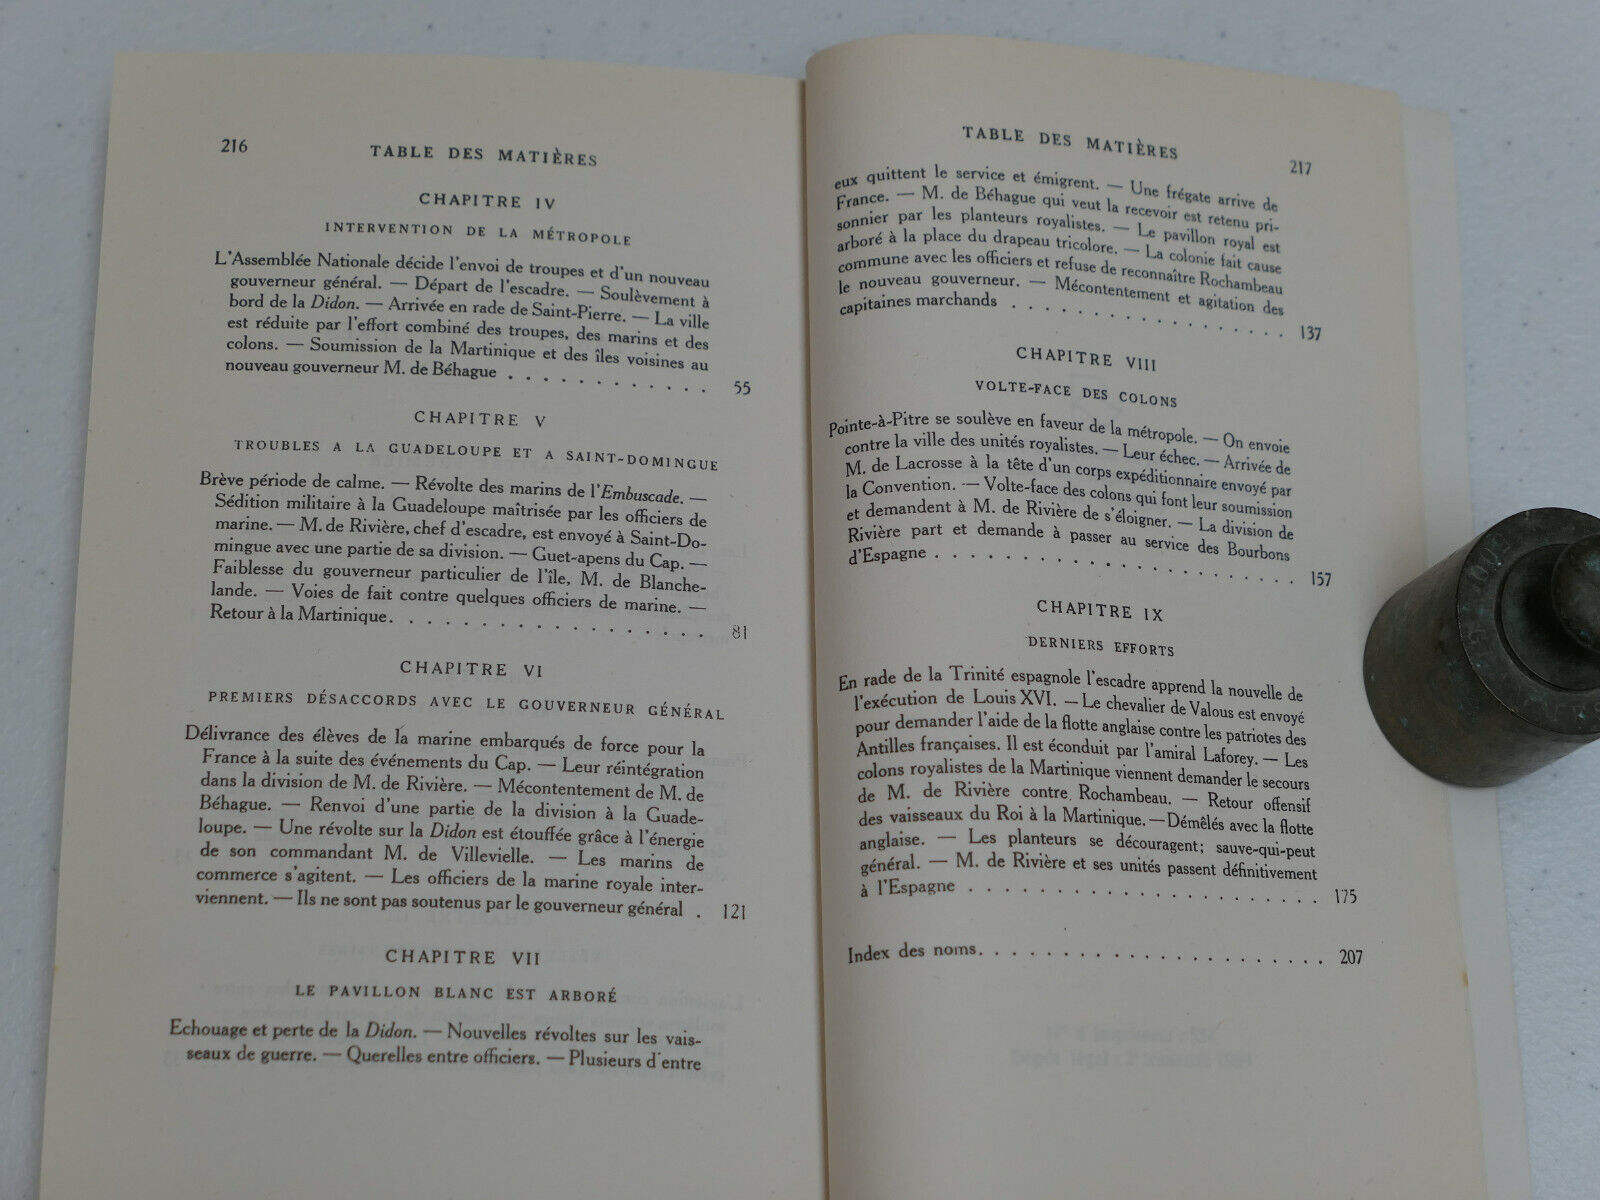 216
TABLE DES MATIÈRES
CHAPITRE IV
INTERVENTION DE LA MÉTROPOLE
L'Assemblée Nationale décide l'envoi de troupes et d'un nouveau
gouverneur général. — Départ de l'escadre. — Soulèvement à
bord de la Didon. — Arrivée en rade de Saint-Pierre. — La ville
est réduite par l'effort combiné des troupes, des marins et des
colons. — Soumission de la Martinique et des îles voisines au
nouveau gouverneur M. de Béhague . . . . . . . . . . . . 55
CHAPITRE V
TROUBLES A LA GUADELOUPE ET A SAINT-DOMINGUE
Brève période de calme. — Révolte des marins de l'Embuscade. —
Sédition militaire à la Guadeloupe maîtrisée par les officiers de
marine. — M. de Rivière, chef d'escadre, est envoyé à Saint-Do-
mingue avec une partie de sa division. — Guet-apens du Cap. —
Faiblesse du gouverneur particulier de l'île, M. de Blanche-
lande. — Voies de fait contre quelques officiers de marine. —
Retour à la Martinique. . . . . . . . . . . . . . . . . 81
CHAPITRE VI
PREMIERS DÉSACCORDS AVEC LE GOUVERNEUR GÉNÉRAL
Délivrance des élèves de la marine embarqués de force pour la
France à la suite des événements du Cap. — Leur réintégration
dans la division de M. de Rivière. — Mécontentement de M. de
Béhague. — Renvoi d'une partie de la division à la Guade-
loupe. — Une révolte sur la Didon est étouffée grâce à l'énergie
de son commandant M. de Villevielle. — Les marins de
commerce s'agitent. — Les officiers de la marine royale inter-
viennent. — Ils ne sont pas soutenus par le gouverneur général . 121
CHAPITRE VII
LE PAVILLON BLANC EST ARBORÉ
Echouage et perte de la Didon. — Nouvelles révoltes sur les vais-
seaux de guerre. — Querelles entre officiers. — Plusieurs d'entre
TABLE DES MATIÈRES
217
eux quittent le service et émigrent. — Une frégate arrive de
France. — M. de Béhague qui veut la recevoir est retenu pri-
sonnier par les planteurs royalistes. — Le pavillon royal est
arboré à la place du drapeau tricolore. — La colonie fait cause
commune avec les officiers et refuse de reconnaître Rochambeau
le nouveau gouverneur. — Mécontentement et agitation des
capitaines marchands . . . . . . . . . . . . . . . . . 137
CHAPITRE VIII
VOLTE-FACE DES COLONS
Pointe-à-Pitre se soulève en faveur de la métropole. — On envoie
contre la ville des unités royalistes. — Leur échec. — Arrivée de
M. de Lacrosse à la tête d'un corps expéditionnaire envoyé par
la Convention. — Volte-face des colons qui font leur soumission
et demandent à M. de Rivière de s'éloigner. — La division de
Rivière part et demande à passer au service des Bourbons
d'Espagne . . . . . . . . . . . . . . . . . . . . . . 157
CHAPITRE IX
DERNIERS EFFORTS
En rade de la Trinité espagnole l'escadre apprend la nouvelle de
l'exécution de Louis XVI. — Le chevalier de Valous est envoyé
pour demander l'aide de la flotte anglaise contre les patriotes des
Antilles françaises. Il est éconduit par l'amiral Laforey. — Les
colons royalistes de la Martinique viennent demander le secours
de M. de Rivière contre Rochambeau. — Retour offensif
des vaisseaux du Roi à la Martinique. — Démêlés avec la flotte
anglaise. — Les planteurs se découragent; sauve-qui-peut
général. — M. de Rivière et ses unités passent définitivement
à l'Espagne . . . . . . . . . . . . . . . . . . . . . 175
Index des noms. . . . . . . . . . . . . . . . . . . . . 207